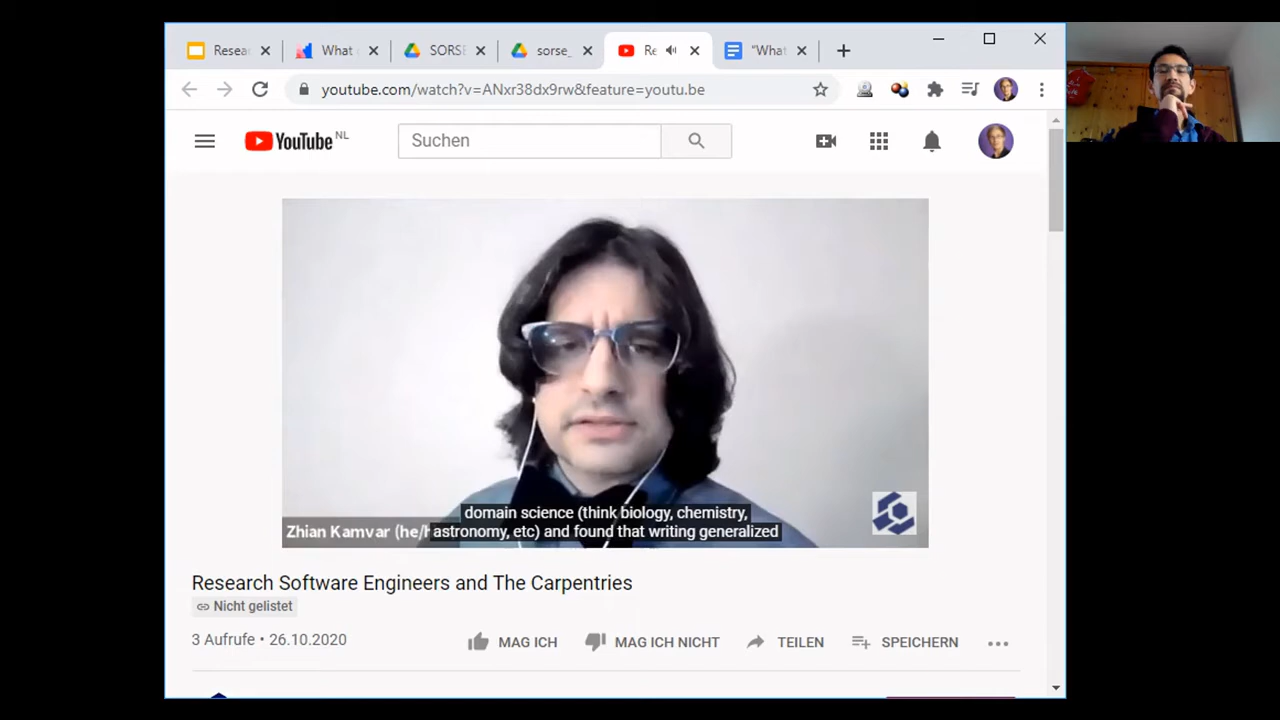 Resea
What
SORSE
sorse_
Re
"What
youtube.com/watch?v=ANxr38dx9rw&feature=youtu.be
YouTube NL
Suchen
domain science (think biology, chemistry,
Zhian Kamvar (he/h
astronomy, etc) and found that writing generalized
Research Software Engineers and The Carpentries
Nicht gelistet
3 Aufrufe • 26.10.2020
MAG ICH
MAG ICH NICHT
TEILEN
SPEICHERN